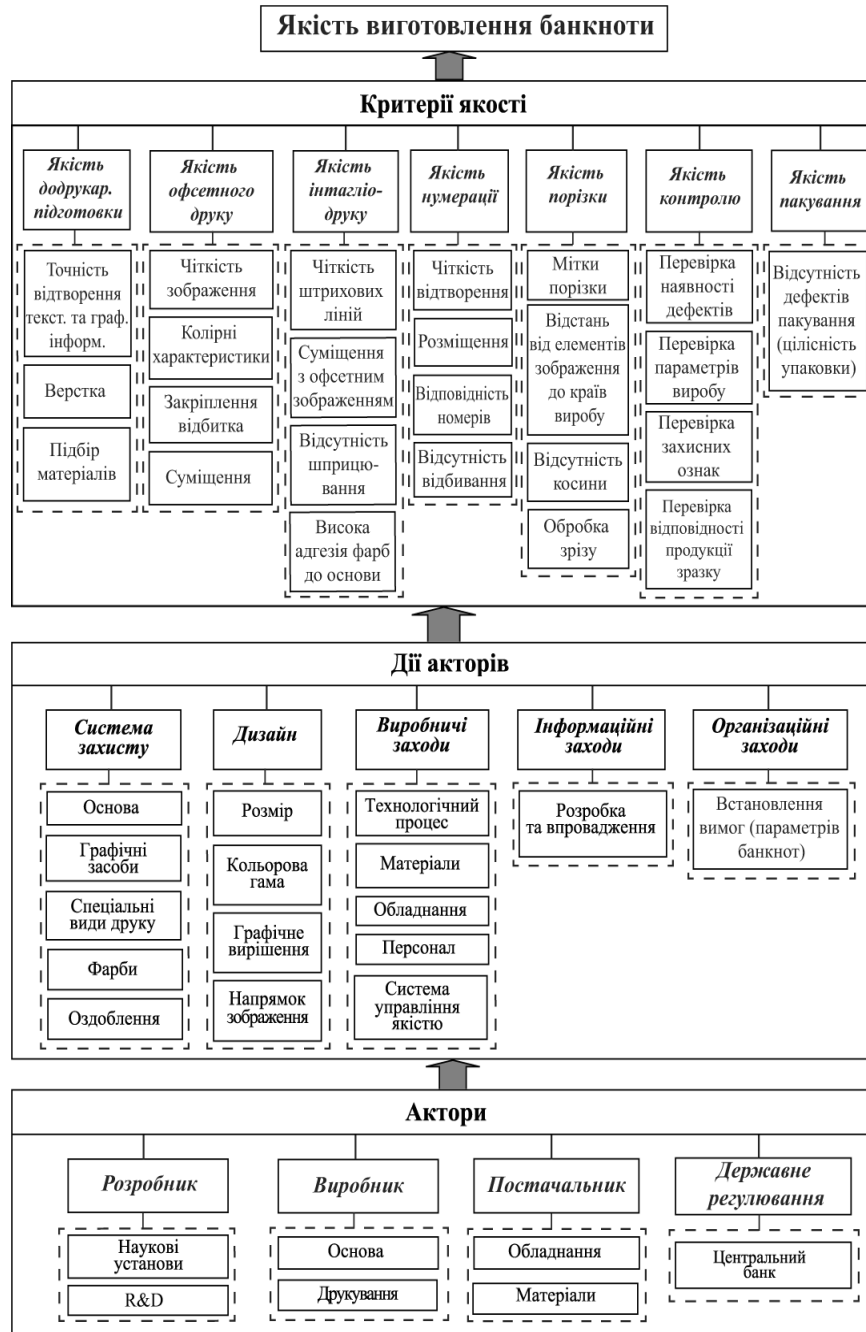 Якість виготовлення банкноти
Критерії якості
Якість
додрукар.
підготовки
Точність
відтворення
текст. та граф.
інформ.
Верстка
Підбір
матеріалів
Якість
офсетного
друку
Чіткість
зображення
Колірні
характеристики
Закріплення
відбитка
Суміщення
Якість
інтагліо-
друку
Чіткість
штрихових
ліній
Суміщення
з офсетним
зображенням
Відсутність
шприцю-
вання
Висока
адгезія фарб
до основи
Якість
нумерації
Чіткість
відтворення
Розміщення
Відповідність
номерів
Відсутність
відбивання
Якість
порізки
Мітки
порізки
Відстань
від елементів
зображення
до країв
виробу
Відсутність
косини
Обробка
зрізу
Якість
контролю
Перевірка
наявності
дефектів
Перевірка
параметрів
виробу
Перевірка
захисних
ознак
Перевірка
відповідності
продукції
зразку
Якість
пакування
Відсутність
дефектів
пакування
(цілісність
упаковки)
Дії акторів
Система
захисту
Основа
Графічні
засоби
Спеціальні
види друку
Фарби
Оздоблення
Дизайн
Розмір
Кольорова
гама
Графічне
вирішення
Напрямок
зображення
Виробничі
заходи
Технологічний
процес
Матеріали
Обладнання
Персонал
Система
управління
якістю
Інформаційні
заходи
Розробка
та впровадження
Організаційні
заходи
Встановлення
вимог (параметрів
банкнот)
Актори
Розробник
Наукові
установи
R&D
Виробник
Основа
Друкування
Постачальник
Обладнання
Матеріали
Державне
регулювання
Центральний
банк